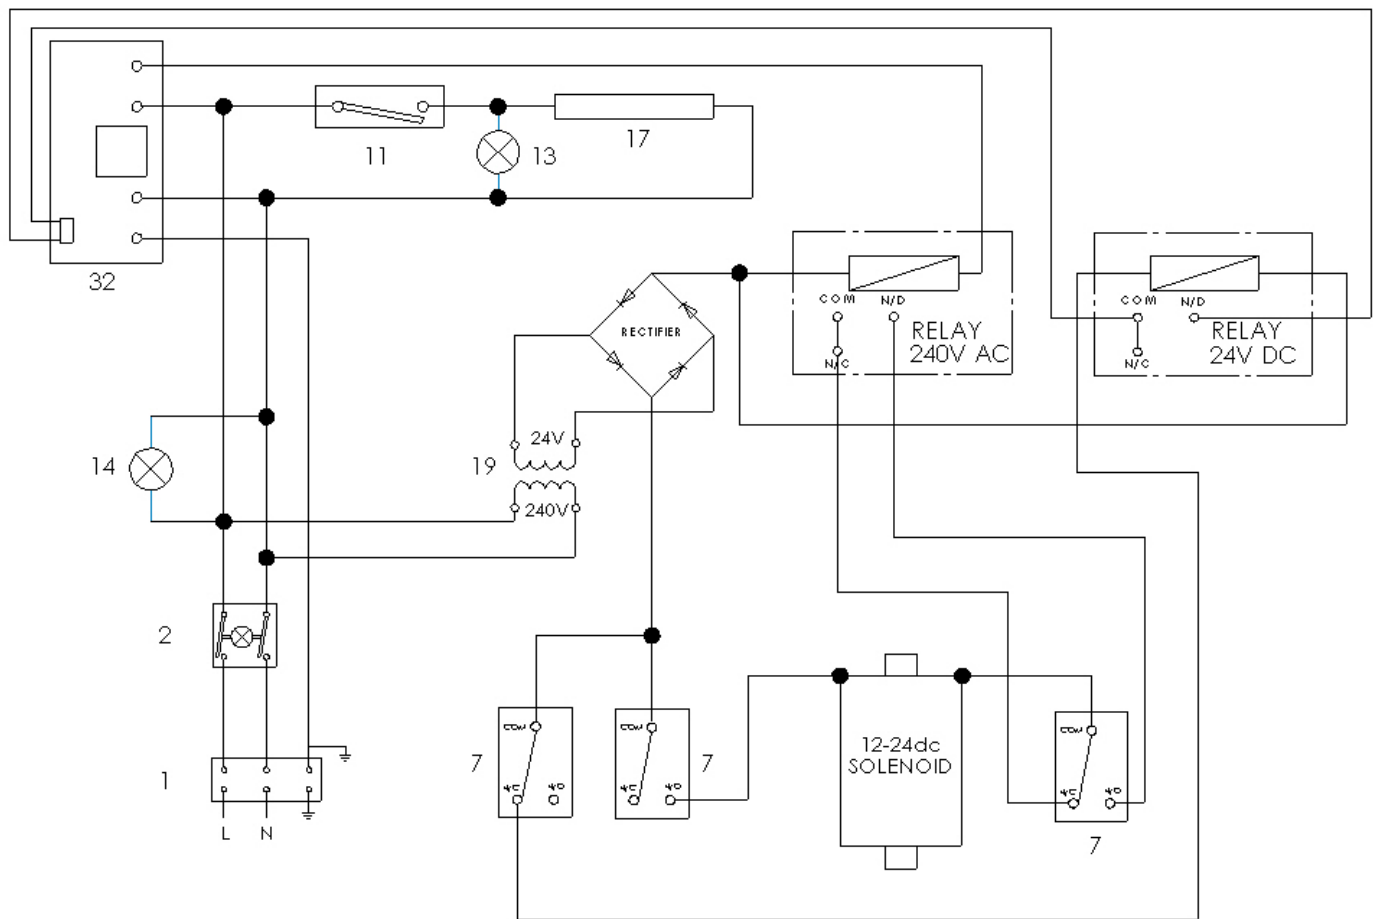 11
13
17
32
COM N/D
N/C
RELAY
240V AC
COM N/D
N/C
RELAY
24V DC
RECTIFIER
14
19
24V
240V
2
1
L N
7
COM
7
COM
12-24dc
SOLENOID
COM
7